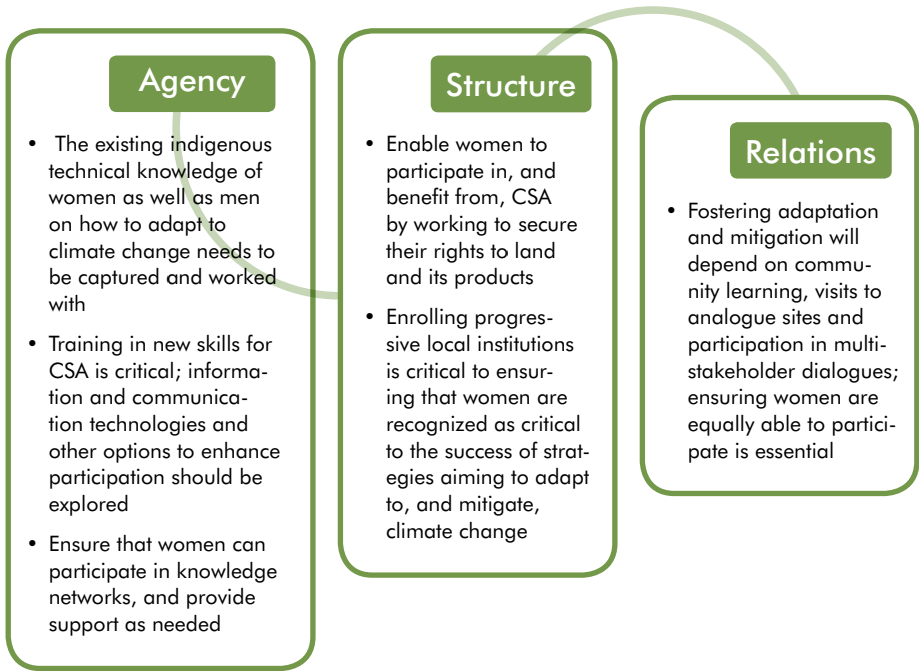 Agency
• The existing indigenous
technical knowledge of
women as well as men
on how to adapt to
climate change needs to
be captured and worked
with
• Training in new skills for
CSA is critical; informa-
tion and communica-
tion technologies and
other options to enhance
participation should be
explored
• Ensure that women can
participate in knowledge
networks, and provide
support as needed
Structure
• Enable women to
participate in, and
benefit from, CSA
by working to secure
their rights to land
and its products
• Enrolling progres-
sive local institutions
is critical to ensur-
ing that women are
recognized as critical
to the success of strat-
egies aiming to adapt
to, and mitigate,
climate change
Relations
• Fostering adaptation
and mitigation will
depend on commu-
nity learning, visits to
analogue sites and
participation in multi-
stakeholder dialogues;
ensuring women are
equally able to partici-
pate is essential